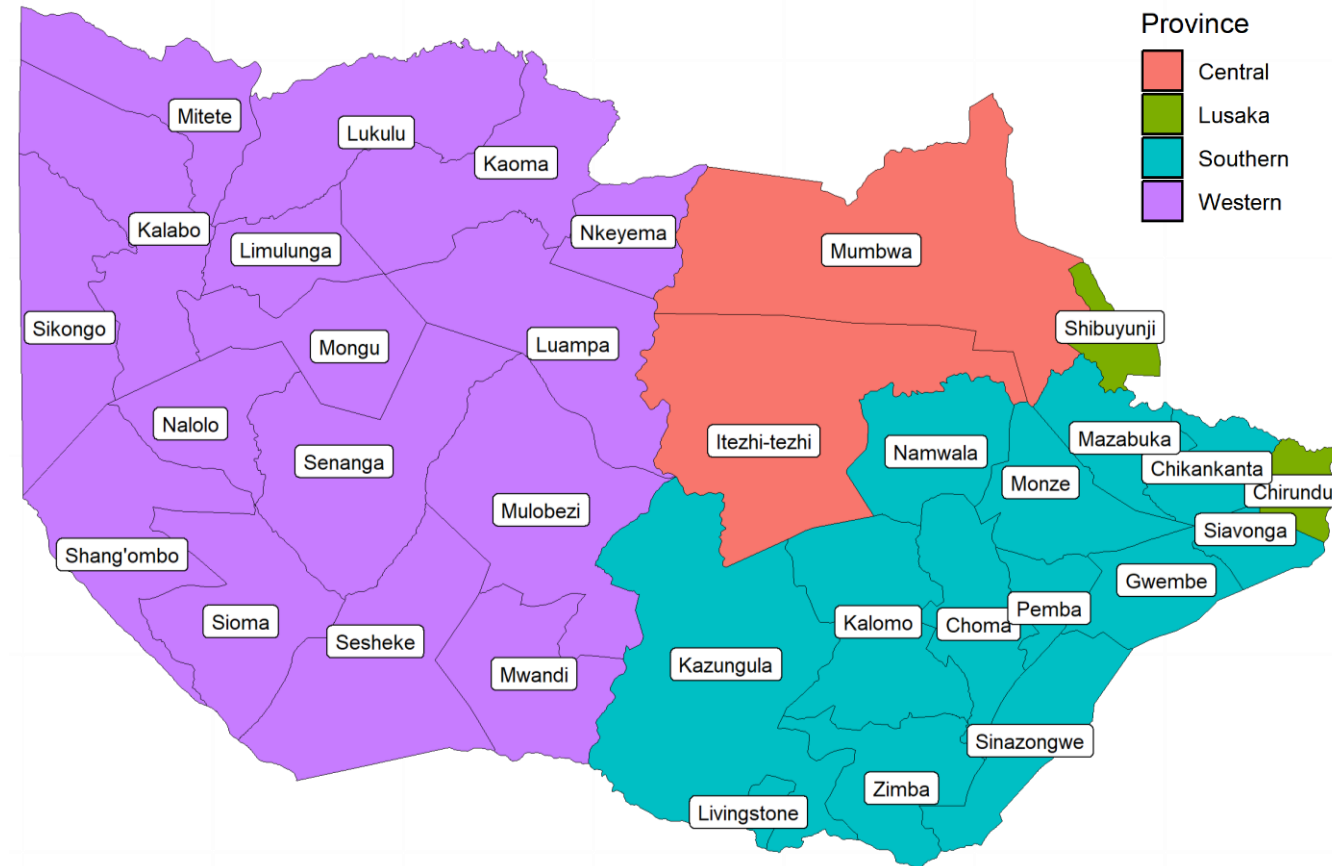 Province
Central
Lusaka
Southern
Western
Mitete
Lukulu
Kaoma
Kalabo
Limulunga
Nkeyema
Mumbwa
Sikongo
Mongu
Luampa
Shibuyunji
Nalolo
Senanga
Itezhi-tezhi
Namwala
Mazabuka
Monze
Chikankanta
Chirundu
Mulobezi
Siavonga
Shang'ombo
Gwembe
Sioma
Sesheke
Kalomo
Choma
Pemba
Mwandi
Kazungula
Sinazongwe
Zimba
Livingstone